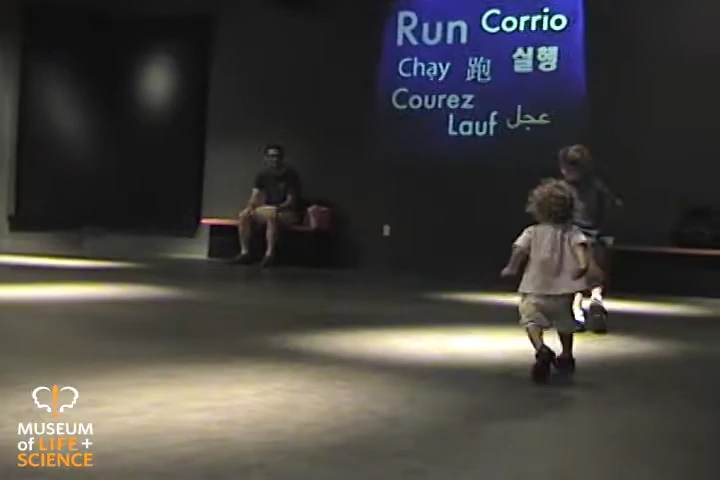 Run Corrio
Chạy 跑 실행
Courez
Lauf عجل
MUSEUM
of LIFE +
SCIENCE